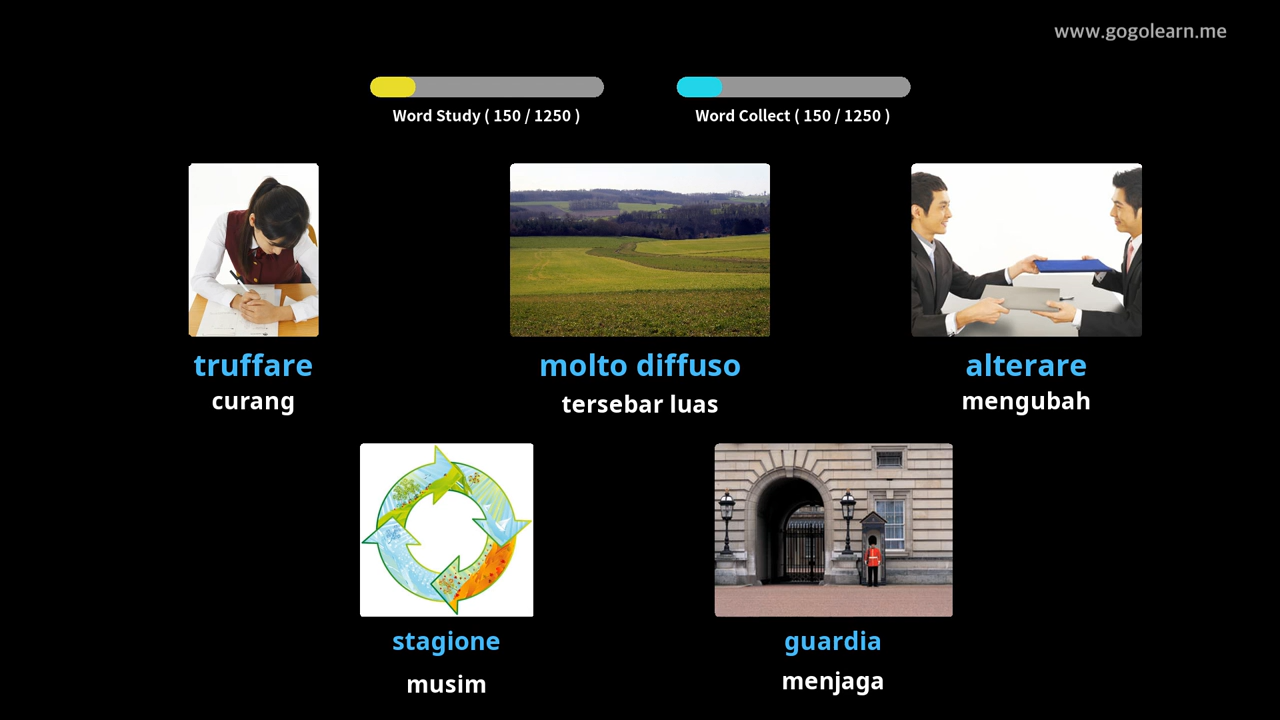 www.gogolearn.me
Word Study ( 150 / 1250 )
Word Collect ( 150 / 1250 )
truffare
curang
molto diffuso
tersebar luas
alterare
mengubah
stagione
musim
guardia
menjaga